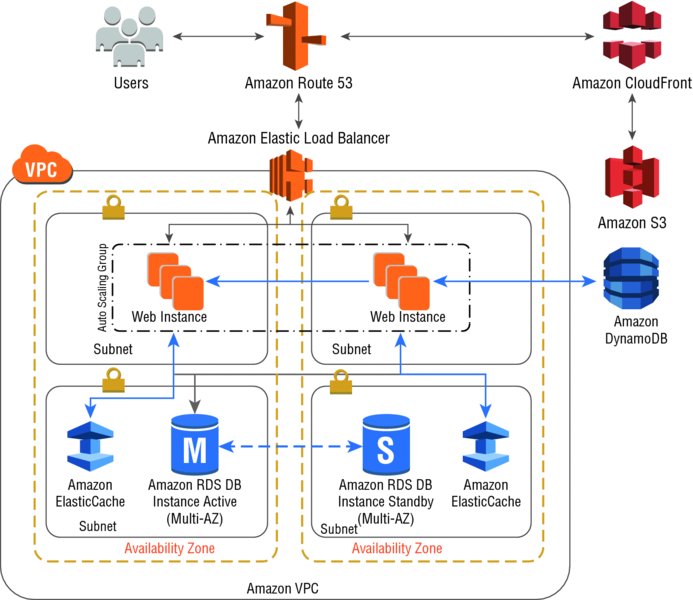 Users
Amazon Route 53
Amazon CloudFront
Amazon Elastic Load Balancer
VPC
Amazon S3
Auto Scaling Group
Web Instance
Web Instance
Amazon
DynamoDB
Subnet
Subnet
M
S
Amazon
ElasticCache
Amazon RDS DB
Instance Active
(Multi-AZ)
Amazon RDS DB
Instance Standby
(Multi-AZ)
Amazon
ElasticCache
Subnet
Subnet
Availability Zone
Availability Zone
Amazon VPC